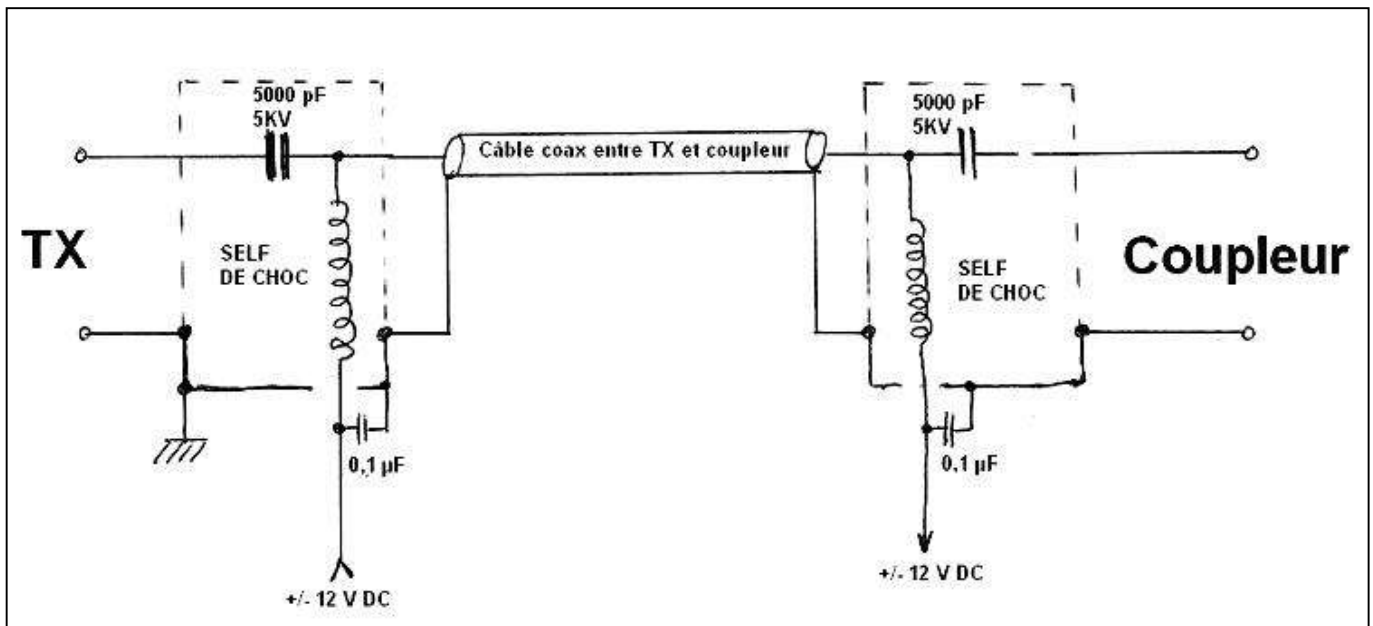 5000 pF
5KV
5000 pF
5KV
Câble coax entre TX et coupleur
TX
SELF
DE CHOC
SELF
DE CHOC
Coupleur
0,1 µF
0,1 µF
+/- 12 V DC
+/- 12 V DC